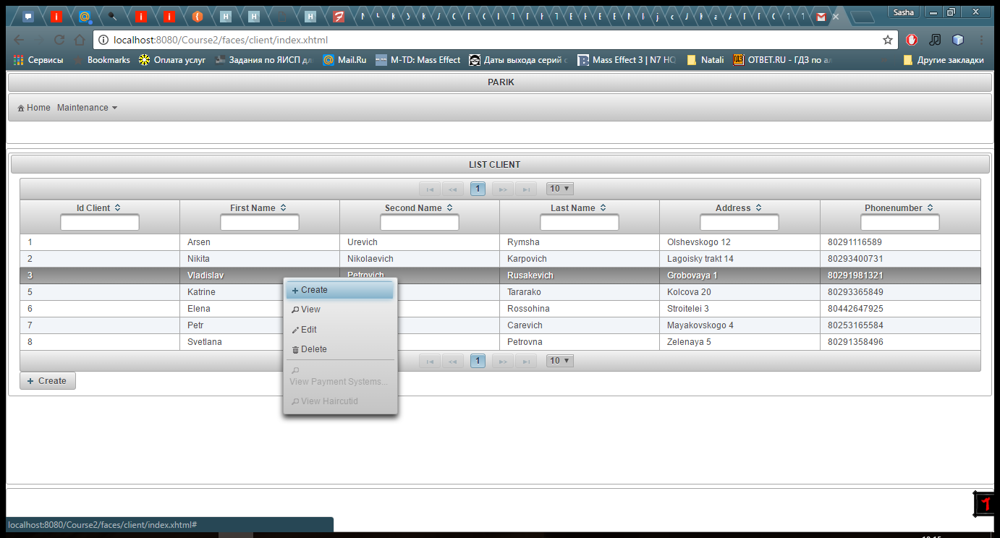 Sasha
localhost:8080/Course2/faces/client/index.xhtml
Сервисы Bookmarks Оплата услуг Задания по ЯИСП дл Mail.Ru M-TD: Mass Effect Даты выхода серий с Mass Effect 3 | N7 HQ Natali ОТВЕТ.RU - ГДЗ по ал Другие закладки
PARIK
Home Maintenance
LIST CLIENT
1 10
Id Client First Name Second Name Last Name Address Phonenumber
1 Arsen Urevich Rymsha Olshevskogo 12 80291116589
2 Nikita Nikolaevich Karpovich Lagoisky trakt 14 80293400731
3 Vladislav Petrovich Rusakevich Grobovaya 1 80291981321
5 Katrine Tararako Kolcova 20 80293365849
6 Elena Rossohina Stroitelei 3 80442647925
7 Petr Carevich Mayakovskogo 4 80253165584
8 Svetlana Petrovna Zelenaya 5 80291358496
Create
View
Edit
Delete
View Payment Systems...
View Haircutid
1 10
Create
localhost:8080/Course2/faces/client/index.xhtml#